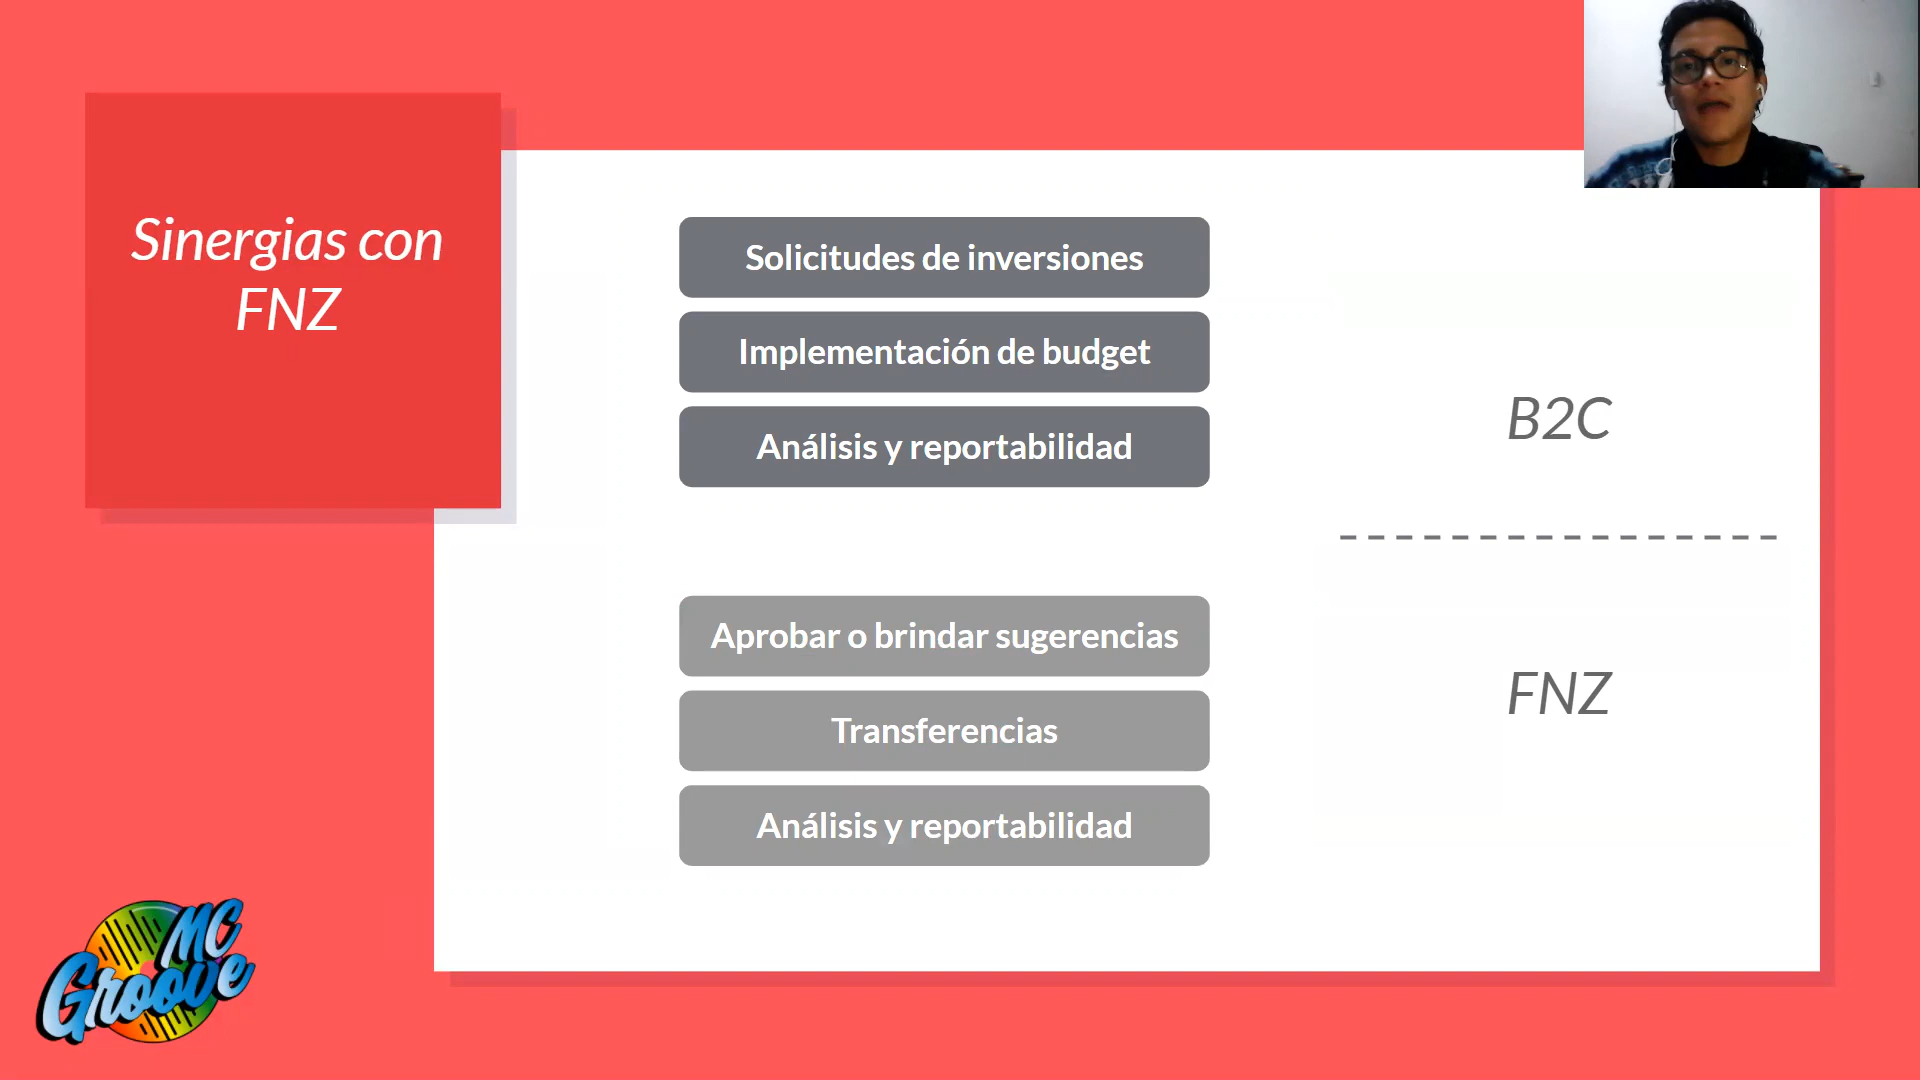 Sinergias con
FNZ
Solicitudes de inversiones
Implementación de budget
Análisis y reportabilidad
B2C
Aprobar o brindar sugerencias
Transferencias
Análisis y reportabilidad
FNZ
MC
Groove